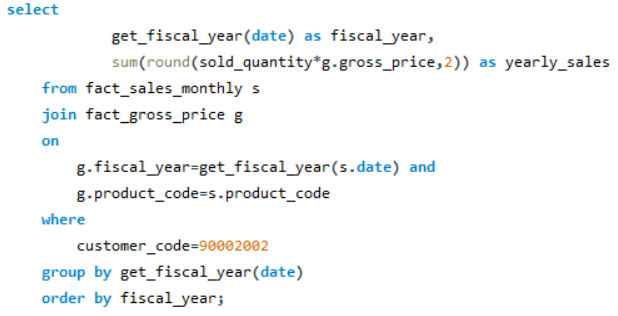 select
get_fiscal_year(date) as fiscal_year,
sum(round(sold_quantity*g.gross_price,2)) as yearly_sales
from fact_sales_monthly s
join fact_gross_price g
on
g.fiscal_year=get_fiscal_year(s.date) and
g.product_code=s.product_code
where
customer_code=90002002
group by get_fiscal_year(date)
order by fiscal_year;